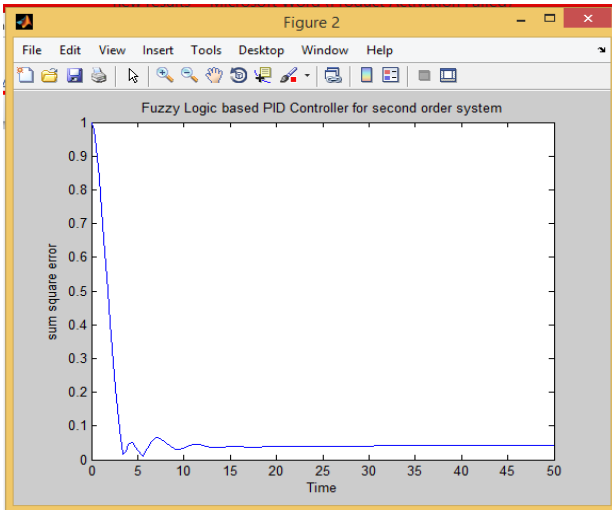 Figure 2
File Edit View Insert Tools Desktop Window Help
Fuzzy Logic based PID Controller for second order system
1
0.9
0.8
0.7
0.6
0.5
0.4
0.3
0.2
0.1
0
sum square error
0 5 10 15 20 25 30 35 40 45 50
Time